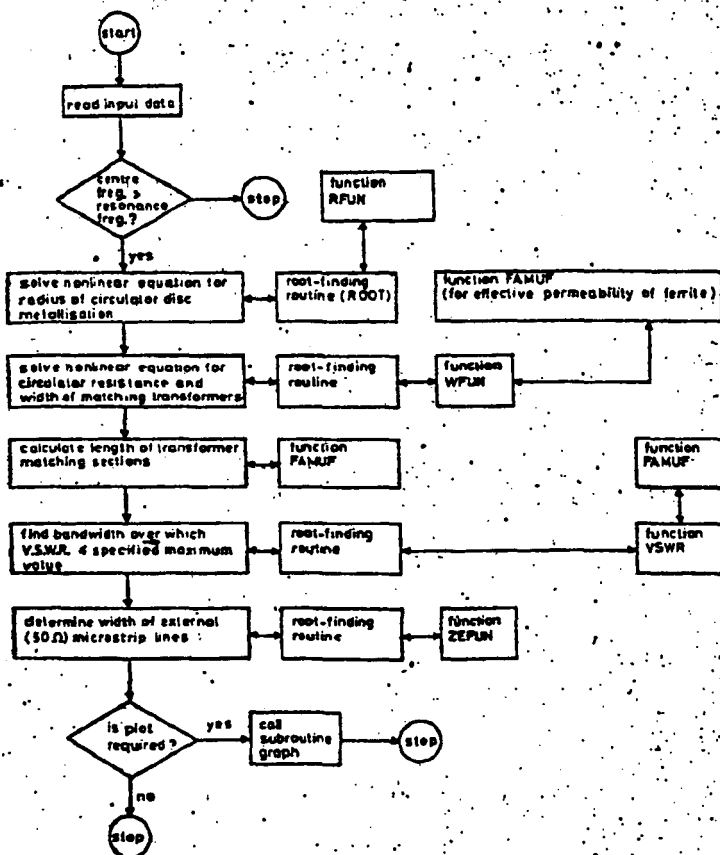 start
read input data
centre
freq. >
resonance
freq.?
stop
function
RFUN
yes
solve nonlinear equation for
radius of circulator disc
metallisation
root-finding
routine (ROOT)
function FAMUF
(for effective permeability of ferrite)
solve nonlinear equation for
circulator resistance and
width of matching transformers
root-finding
routine
function
WFUN
calculate length of transformer
matching sections
function
FAMUF
function
FAMUF
find bandwidth over which
V.S.W.R. specified maximum
value
root-finding
routine
function
VSWR
determine width of external
(50Ω) microstrip lines
root-finding
routine
function
ZEFUN
is plot
required?
yes
call
subroutine
graph
stop
no
stop